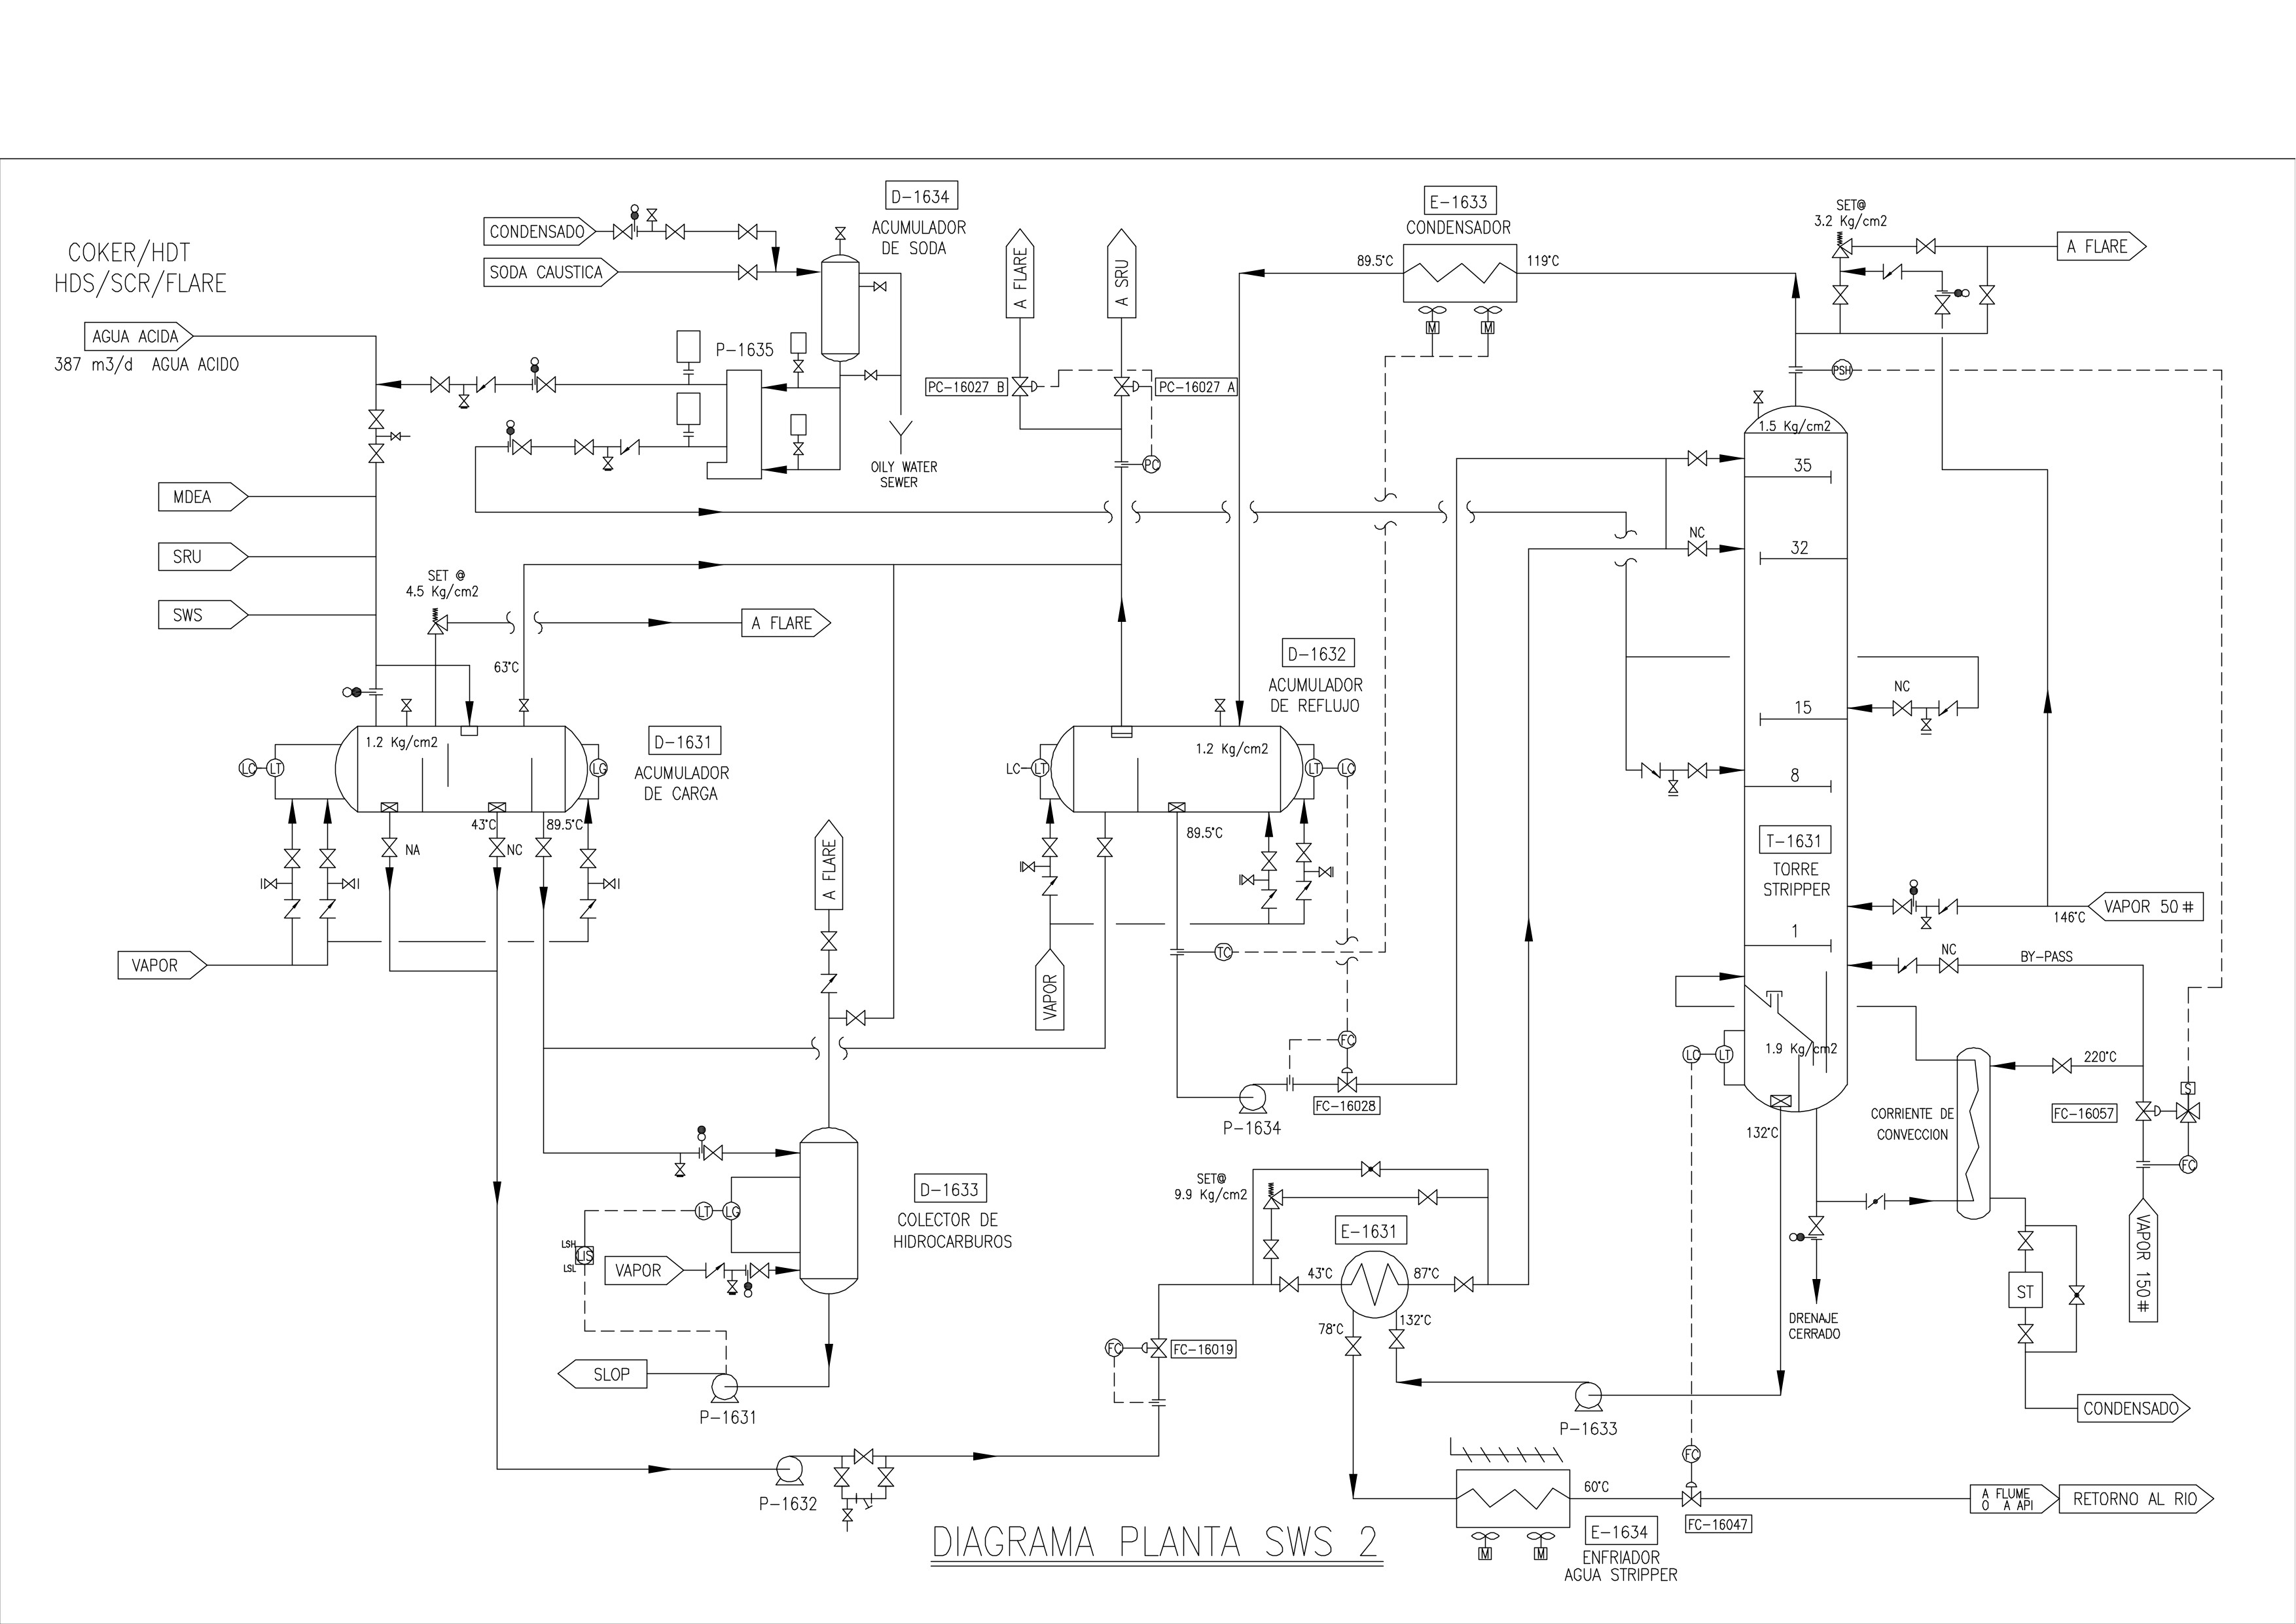 D-1634
ACUMULADOR
DE SODA
CONDENSADO
SODA CAUSTICA
COKER/HDT
HDS/SCR/FLARE
AGUA ACIDA
387 m3/d AGUA ACIDO
MDEA
SRU
SWS
P-1635
OILY WATER
SEWER
A FLARE
A SRU
PC-16027 B
PC-16027 A
PC
E-1633
CONDENSADOR
89.5°C
119°C
M
M
SET@
3.2 Kg/cm2
A FLARE
PSH
1.5 Kg/cm2
35
NC
32
NC
15
8
T-1631
TORRE
STRIPPER
1
VAPOR 50#
146°C
NC
BY-PASS
1.9 Kg/cm2
LC
LT
132°C
220°C
CORRIENTE DE
CONVECCION
FC-16057
S
FC
VAPOR 150#
ST
DRENAJE
CERRADO
CONDENSADO
SET @
4.5 Kg/cm2
A FLARE
63°C
1.2 Kg/cm2
LC
LT
LG
D-1631
ACUMULADOR
DE CARGA
NA
43°C
NC
89.5°C
VAPOR
D-1632
ACUMULADOR
DE REFLUJO
1.2 Kg/cm2
LC
LT
LT
LC
89.5°C
VAPOR
TC
FC
FC-16028
P-1634
A FLARE
D-1633
COLECTOR DE
HIDROCARBUROS
LT
LG
LSH
LIS
LSL
VAPOR
SLOP
P-1631
P-1632
FC
FC-16019
SET@
9.9 Kg/cm2
E-1631
43°C
87°C
78°C
132°C
P-1633
60°C
FC
FC-16047
M
M
E-1634
ENFRIADOR
AGUA STRIPPER
A FLUME
O A API
RETORNO AL RIO
DIAGRAMA PLANTA SWS 2